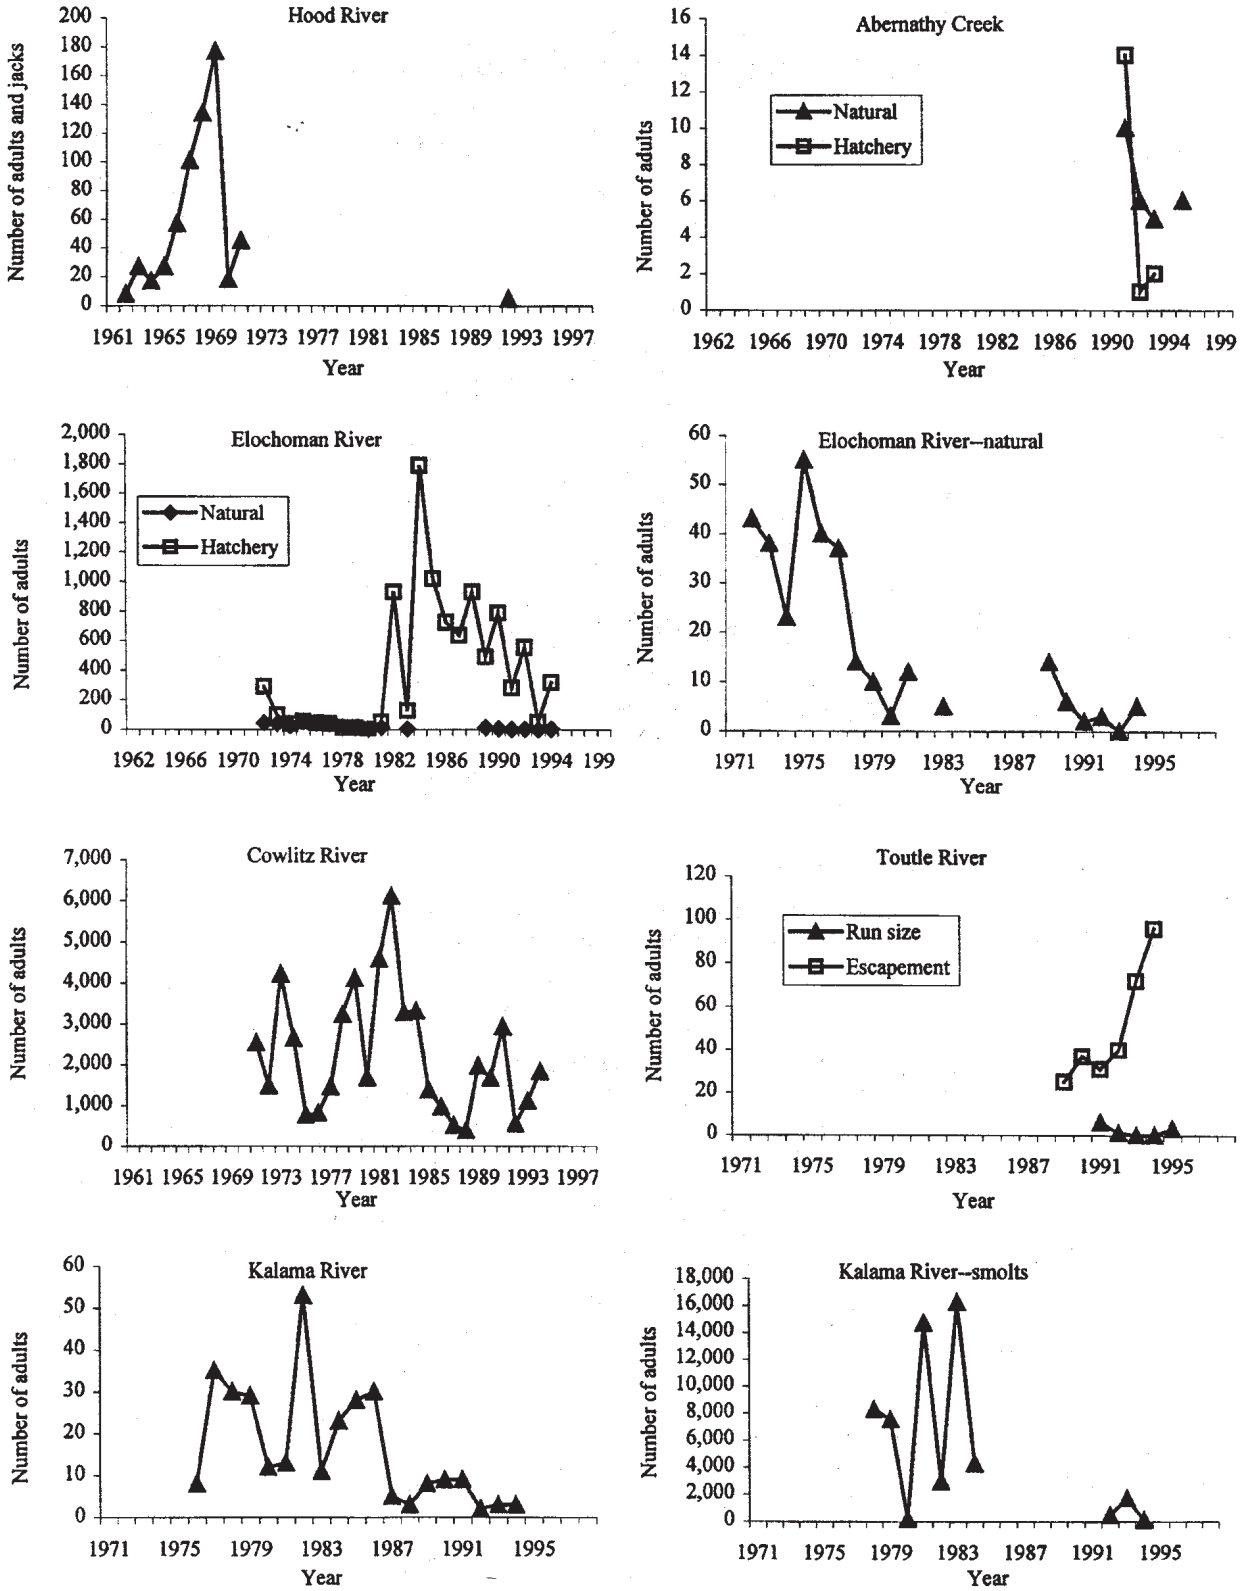 Hood River
Number of adults and jacks
200
180
160
140
120
100
80
60
40
20
0
1961 1965 1969 1973 1977 1981 1985 1989 1993 1997
Year
Abernathy Creek
Number of adults
16
14
12
10
8
6
4
2
0
Natural
Hatchery
1962 1966 1970 1974 1978 1982 1986 1990 1994 199
Year
Elochoman River
Number of adults
2,000
1,800
1,600
1,400
1,200
1,000
800
600
400
200
0
Natural
Hatchery
1962 1966 1970 1974 1978 1982 1986 1990 1994 199
Year
Elochoman River--natural
Number of adults
60
50
40
30
20
10
0
1971 1975 1979 1983 1987 1991 1995
Year
Cowlitz River
Number of adults
7,000
6,000
5,000
4,000
3,000
2,000
1,000
0
1961 1965 1969 1973 1977 1981 1985 1989 1993 1997
Year
Toutle River
Number of adults
120
100
80
60
40
20
0
Run size
Escapement
1971 1975 1979 1983 1987 1991 1995
Year
Kalama River
Number of adults
60
50
40
30
20
10
0
1971 1975 1979 1983 1987 1991 1995
Year
Kalama River--smolts
Number of adults
18,000
16,000
14,000
12,000
10,000
8,000
6,000
4,000
2,000
0
1971 1975 1979 1983 1987 1991 1995
Year